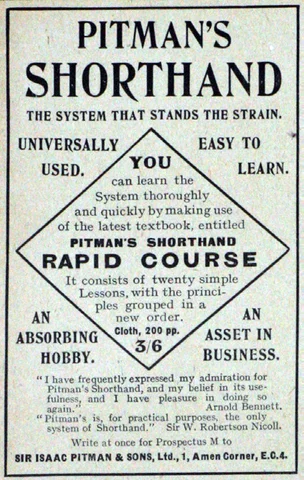 PITMAN'S
SHORTHAND
THE SYSTEM THAT STANDS THE STRAIN.
UNIVERSALLY
USED.
EASY TO
LEARN.
YOU
can learn the
System thoroughly
and quickly by making use
of the latest textbook, entitled
PITMAN'S SHORTHAND
RAPID COURSE
It consists of twenty simple
Lessons, with the princi-
ples grouped in a
new order.
Cloth, 200 pp.
3/6
AN
ABSORBING
HOBBY.
AN
ASSET IN
BUSINESS.
"I have frequently expressed my admiration for
Pitman's Shorthand, and my belief in its use-
fulness, and I have pleasure in doing so
again." Arnold Bennett.
"Pitman's is, for practical purposes, the only
system of Shorthand." Sir W. Robertson Nicoll.
Write at once for Prospectus M to
SIR ISAAC PITMAN & SONS, Ltd., 1, Amen Corner, E.C.4.